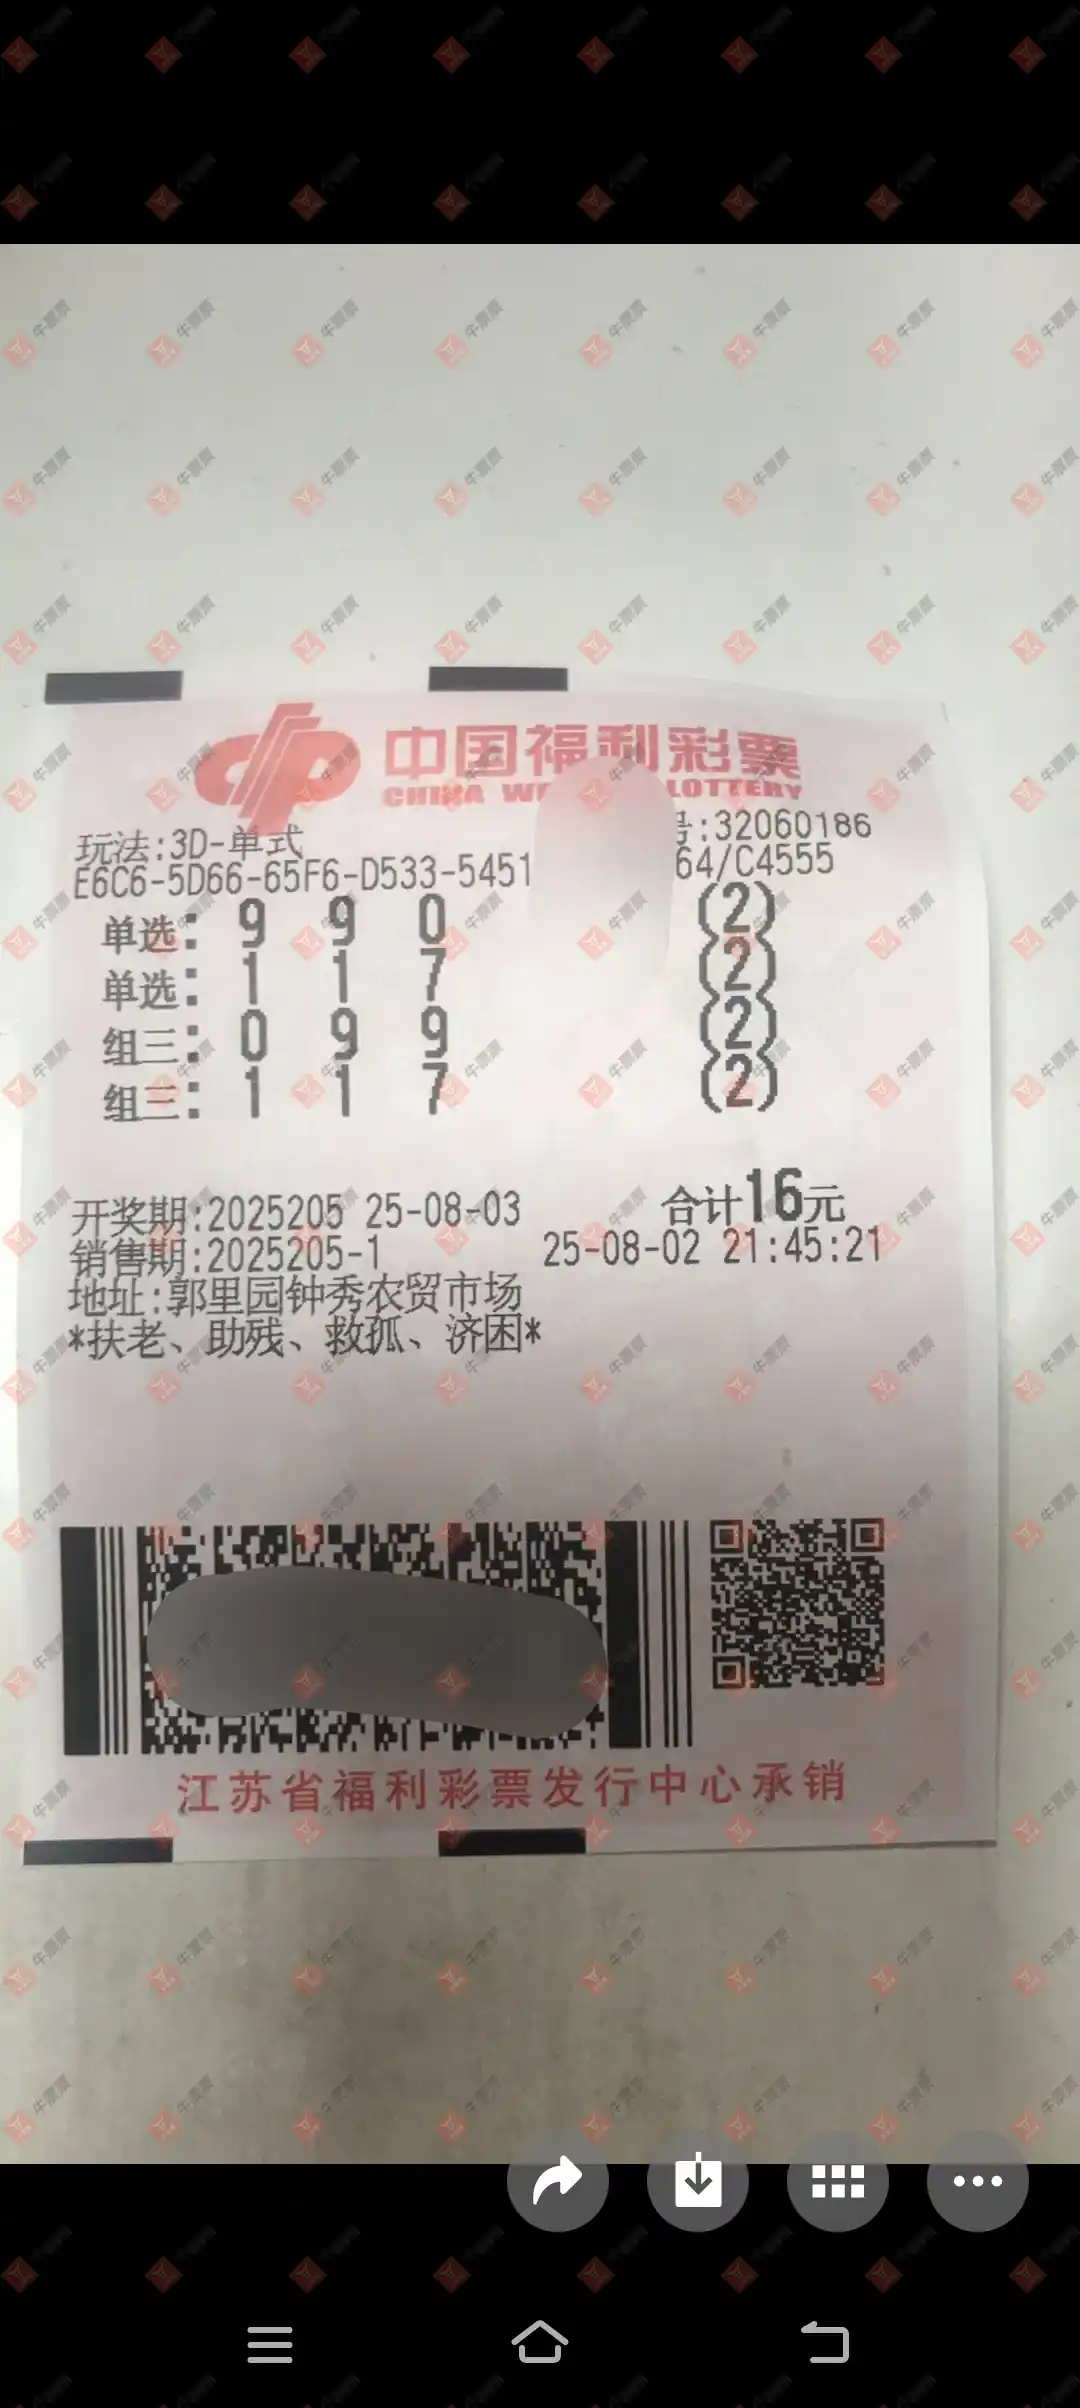 中国福利彩票
CHINA WE LOTTERY
玩法:3D-单式 号:32060186
E6C6-5D66-65F6-D533-5451 64/C4555
单选: 9 9 0 (2)
单选: 1 1 7 (2)
组三: 0 9 9 (2)
组三: 1 1 7 (2)
开奖期:2025205 25-08-03 合计16元
销售期:2025205-1 25-08-02 21:45:21
地址:郭里园钟秀农贸市场
*扶老、助残、救孤、济困*
江苏省福利彩票发行中心承销
牛票票